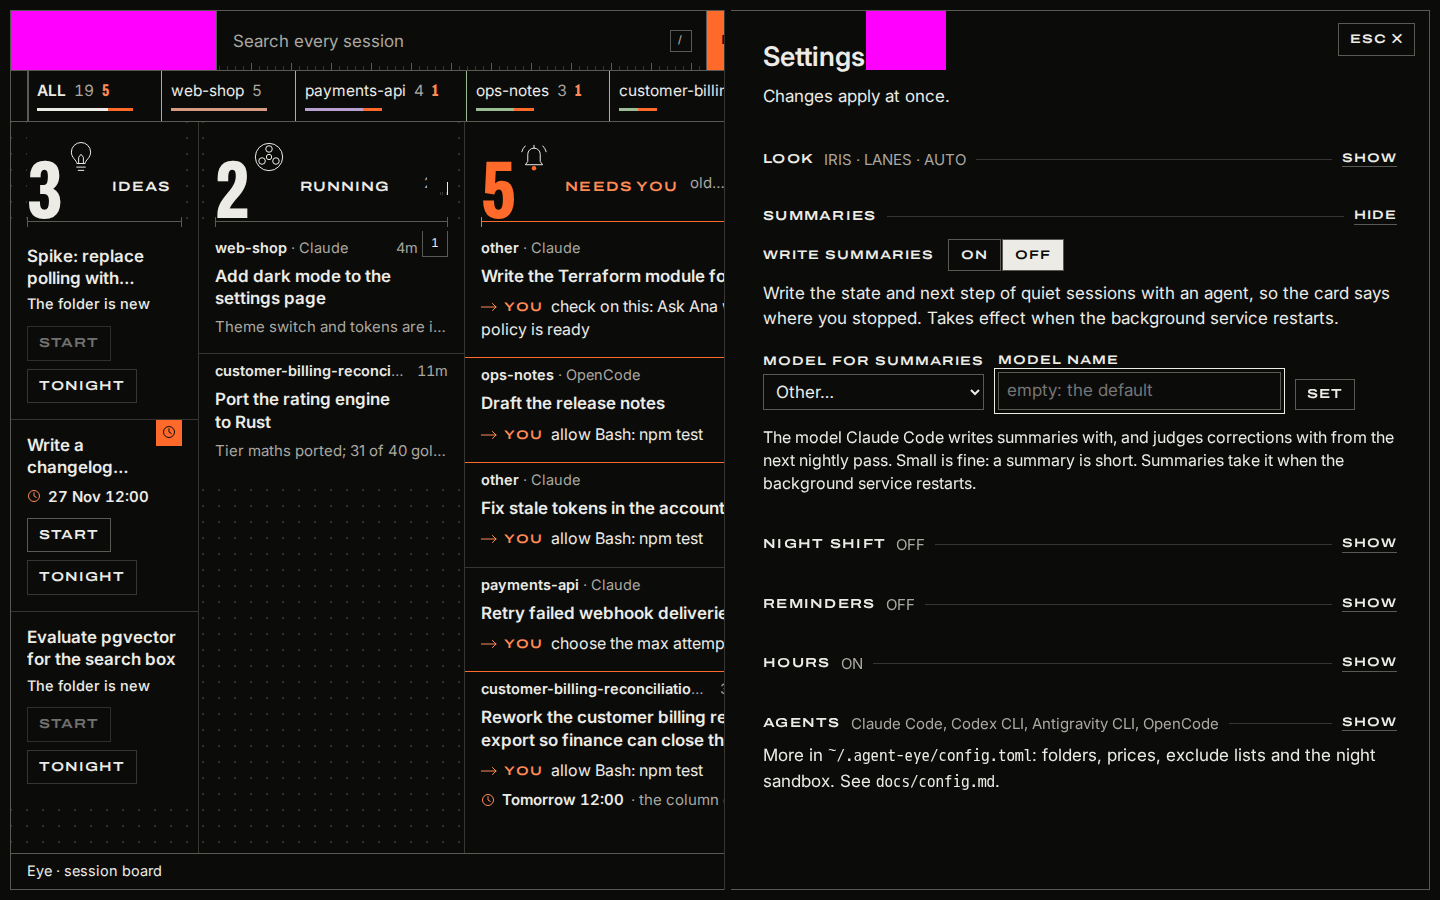 Search every session
/
ALL 19 5
web-shop 5
payments-api 4 1
ops-notes 3 1
3
IDEAS
Spike: replace
polling with...
The folder is new
START
TONIGHT
Write a
changelog...
27 Nov 12:00
START
TONIGHT
Evaluate pgvector
for the search box
The folder is new
START
TONIGHT
2
RUNNING
web-shop · Claude 4m 1
Add dark mode to the
settings page
Theme switch and tokens are i...
customer-billing-reconci... 11m
Port the rating engine
to Rust
Tier maths ported; 31 of 40 gol...
5
NEEDS YOU old...
other · Claude
Write the Terraform module fo
→ YOU check on this: Ask Ana
policy is ready
ops-notes · OpenCode
Draft the release notes
→ YOU allow Bash: npm test
other · Claude
Fix stale tokens in the account
→ YOU allow Bash: npm test
payments-api · Claude
Retry failed webhook deliverie
→ YOU choose the max attemp
customer-billing-reconciliatio...
Rework the customer billing re
export so finance can close th
→ YOU allow Bash: npm test
Tomorrow 12:00 · the column
Eye · session board
Settings
ESC ✕
Changes apply at once.
LOOK IRIS · LANES · AUTO SHOW
SUMMARIES HIDE
WRITE SUMMARIES ON OFF
Write the state and next step of quiet sessions with an agent, so the card says
where you stopped. Takes effect when the background service restarts.
MODEL FOR SUMMARIES MODEL NAME
Other... empty: the default SET
The model Claude Code writes summaries with, and judges corrections with from the
next nightly pass. Small is fine: a summary is short. Summaries take it when the
background service restarts.
NIGHT SHIFT OFF SHOW
REMINDERS OFF SHOW
HOURS ON SHOW
AGENTS Claude Code, Codex CLI, Antigravity CLI, OpenCode SHOW
More in ~/.agent-eye/config.toml: folders, prices, exclude lists and the night
sandbox. See docs/config.md.